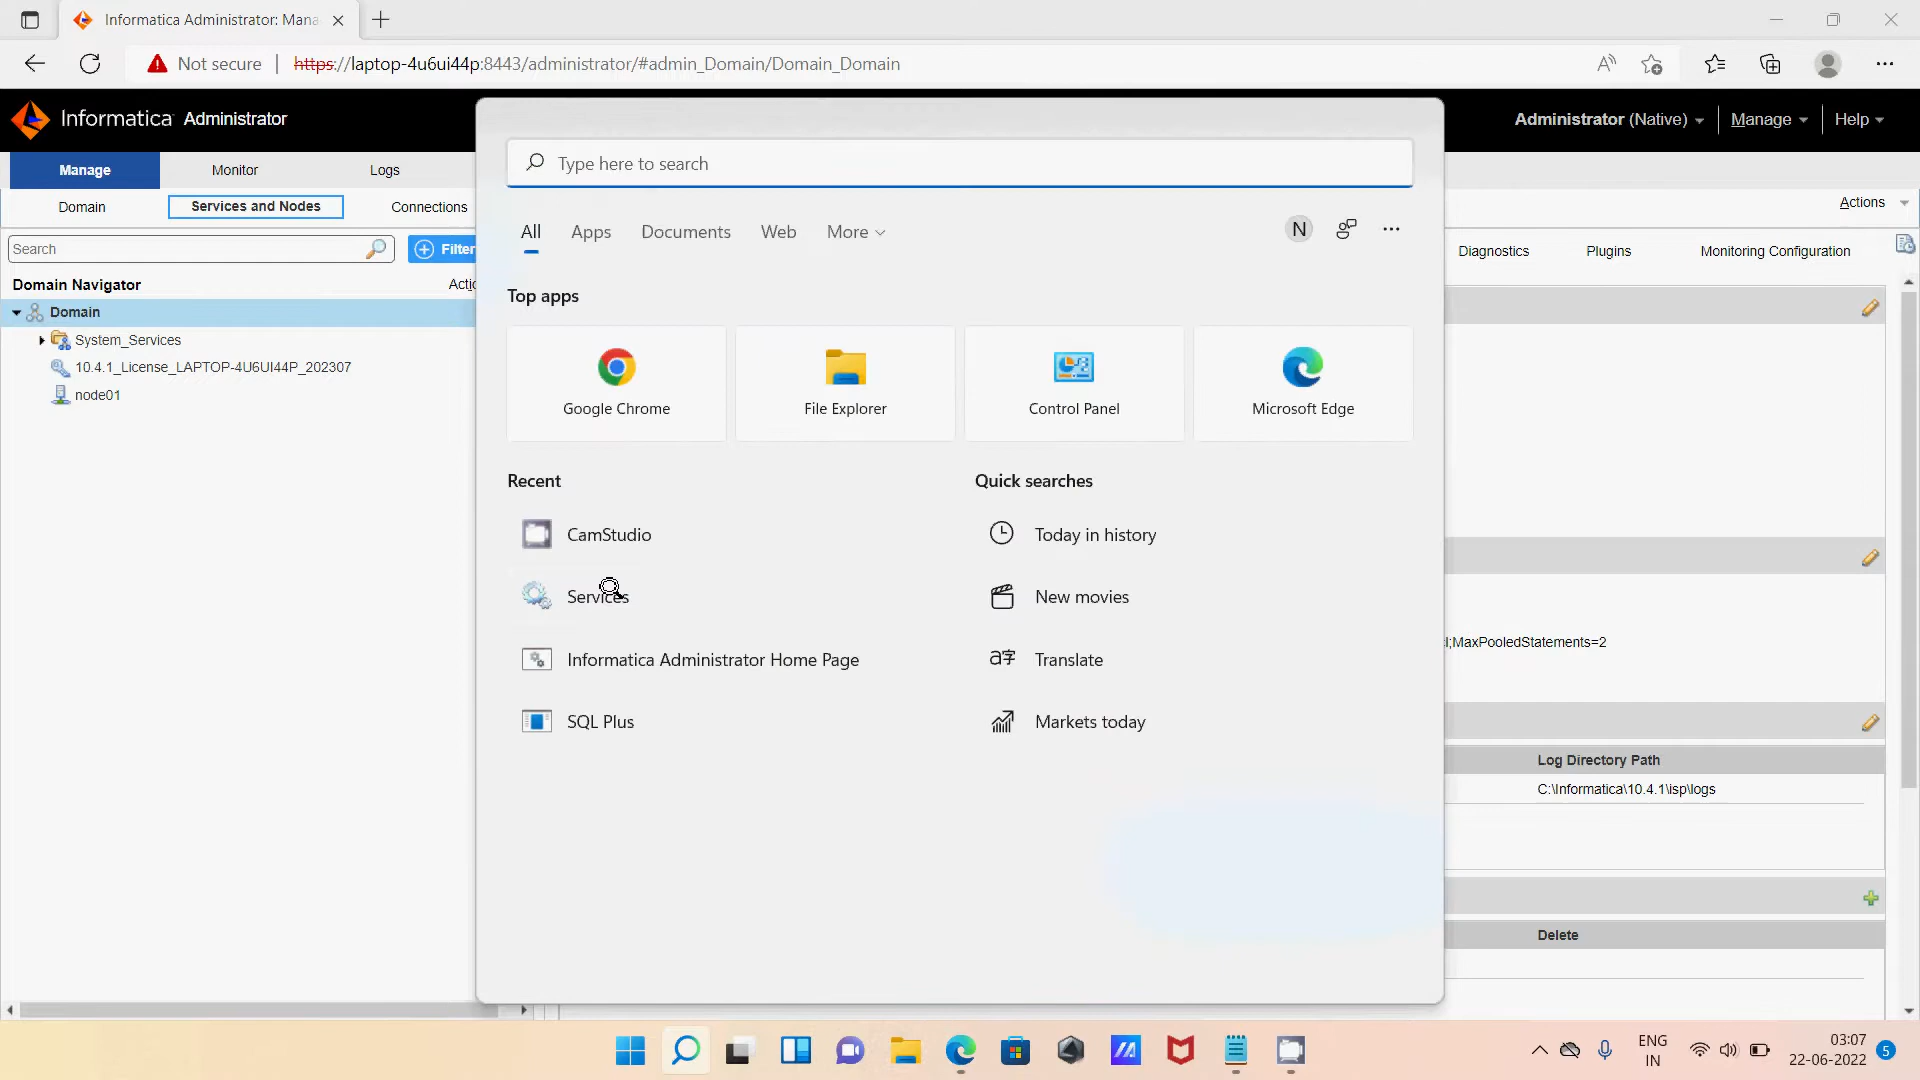 Informatica Administrator: Mana
Not secure
https://laptop-4u6ui44p:8443/administrator/#admin_Domain/Domain_Domain
Informatica Administrator
Administrator (Native)
Manage
Help
Manage
Monitor
Logs
Domain
Services and Nodes
Connections
Actions
Search
Filter
Diagnostics
Plugins
Monitoring Configuration
Domain Navigator
Actic
Domain
System_Services
10.4.1_License_LAPTOP-4U6UI44P_202307
node01
Type here to search
All
Apps
Documents
Web
More
N
Top apps
Google Chrome
File Explorer
Control Panel
Microsoft Edge
Recent
Quick searches
CamStudio
Today in history
Services
New movies
Informatica Administrator Home Page
Translate
SQL Plus
Markets today
;MaxPooledStatements=2
Log Directory Path
C:\Informatica\10.4.1\isp\logs
Delete
ENG
IN
03:07
22-06-2022
5